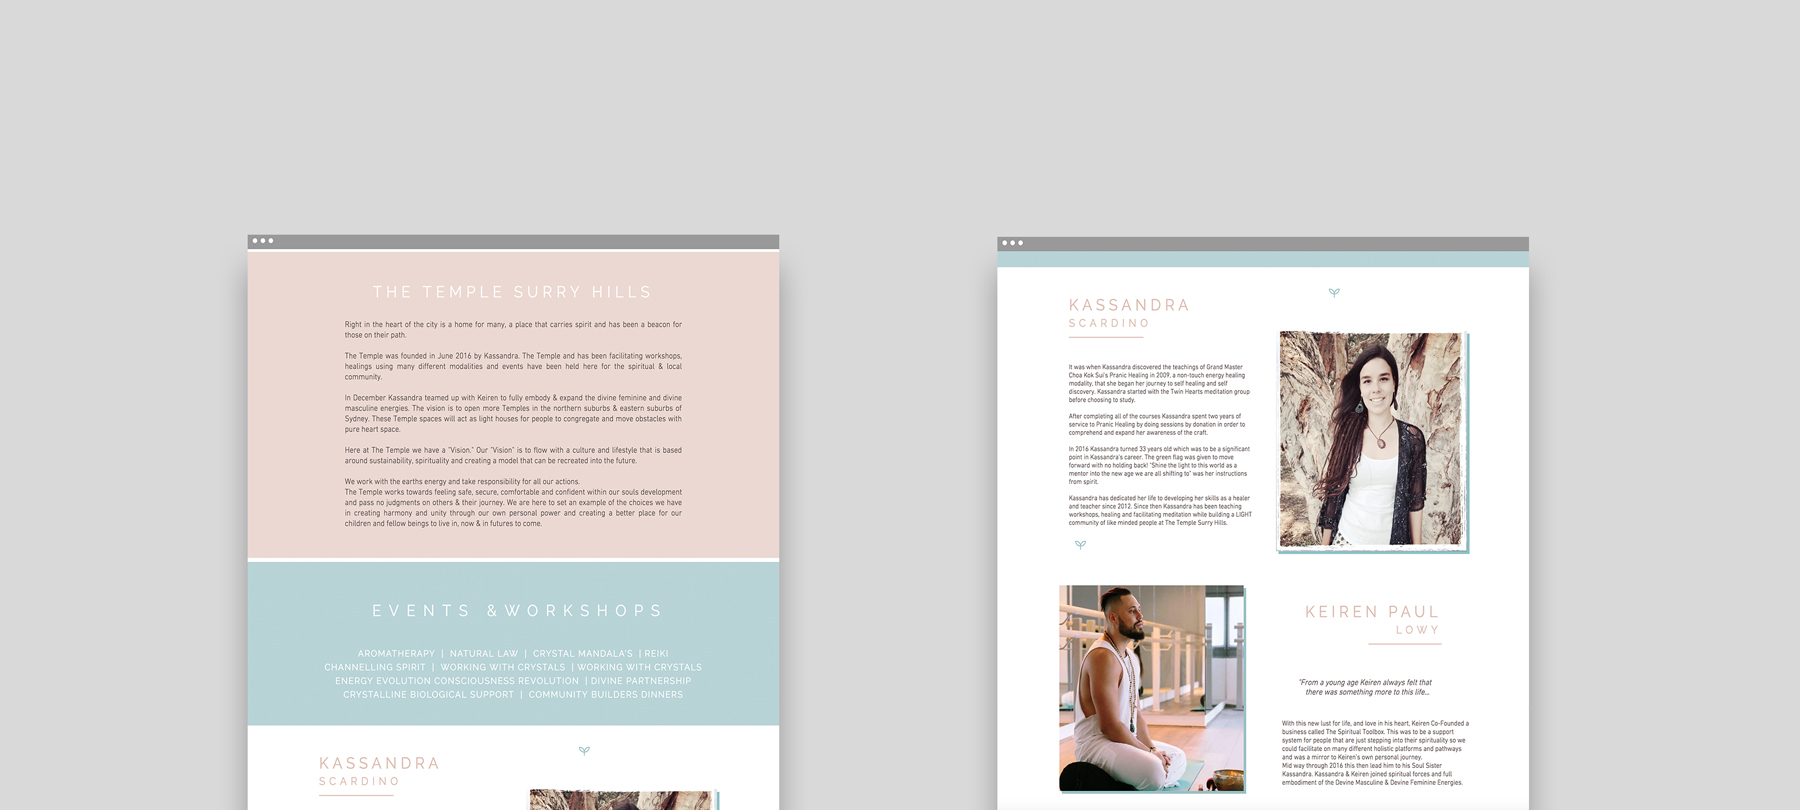 THE TEMPLE SURRY HILLS
Right in the heart of the city is a home for many, a place that carries spirit and has been a beacon for
those on their path.
The Temple was founded in June 2016 by Kassandra. The Temple and has been facilitating workshops,
healings using many different modalities and events have been held here for the spiritual & local
community.
In December Kassandra teamed up with Keiren to fully embody & expand the divine feminine and divine
masculine energies. The vision is to open more Temples in the northern suburbs & eastern suburbs of
Sydney. These Temple spaces will act as light houses for people to congregate and move obstacles with
pure heart space.
Here at The Temple we have a "Vision." Our "Vision" is to flow with a culture and lifestyle that is based
around sustainability, spirituality and creating a model that can be recreated into the future.
We work with the earths energy and take responsibility for all our actions.
The Temple works towards feeling safe, secure, comfortable and confident within our souls development
and pass no judgments on others & their journey. We are here to set an example of the choices we have
in creating harmony and unity through our own personal power and creating a better place for our
children and fellow beings to live in, now & in futures to come.
EVENTS &WORKSHOPS
AROMATHERAPY | NATURAL LAW | CRYSTAL MANDALA'S | REIKI
CHANNELLING SPIRIT | WORKING WITH CRYSTALS | WORKING WITH CRYSTALS
ENERGY EVOLUTION CONSCIOUSNESS REVOLUTION | DIVINE PARTNERSHIP
CRYSTALLINE BIOLOGICAL SUPPORT | COMMUNITY BUILDERS DINNERS
KASSANDRA
SCARDINO
KASSANDRA
SCARDINO
It was when Kassandra discovered the teachings of Grand Master
Choa Kok Sui's Pranic Healing in 2009, a non-touch energy healing
modality, that she began her journey to self healing and self
discovery. Kassandra started with the Twin Hearts meditation group
before choosing to study.
After completing all of the courses Kassandra spent two years of
service to Pranic Healing by doing sessions by donation in order to
comprehend and expand her awareness of the craft.
In 2016 Kassandra turned 33 years old which was to be a significant
point in Kassandra's career. The green flag was given to move
forward with no holding back! "Shine the light to this world as a
mentor into the new age we are all shifting to" was her instructions
from spirit.
Kassandra has dedicated her life to developing her skills as a healer
and teacher since 2012. Since then Kassandra has been teaching
workshops, healing and facilitating meditation while building a LIGHT
community of like minded people at The Temple Surry Hills.
KEIREN PAUL
LOWY
"From a young age Keiren always felt that
there was something more to this life...
With this new lust for life, and love in his heart, Keiren Co-Founded a
business called The Spiritual Toolbox. This was to be a support
system for people that are just stepping into their spirituality so we
could facilitate on many different holistic platforms and pathways
and was a mirror to Keiren's own personal journey.
Mid way through 2016 this then lead him to his Soul Sister
Kassandra. Kassandra & Keiren joined spiritual forces and full
embodiment of the Devine Masculine & Devine Feminine Energies.